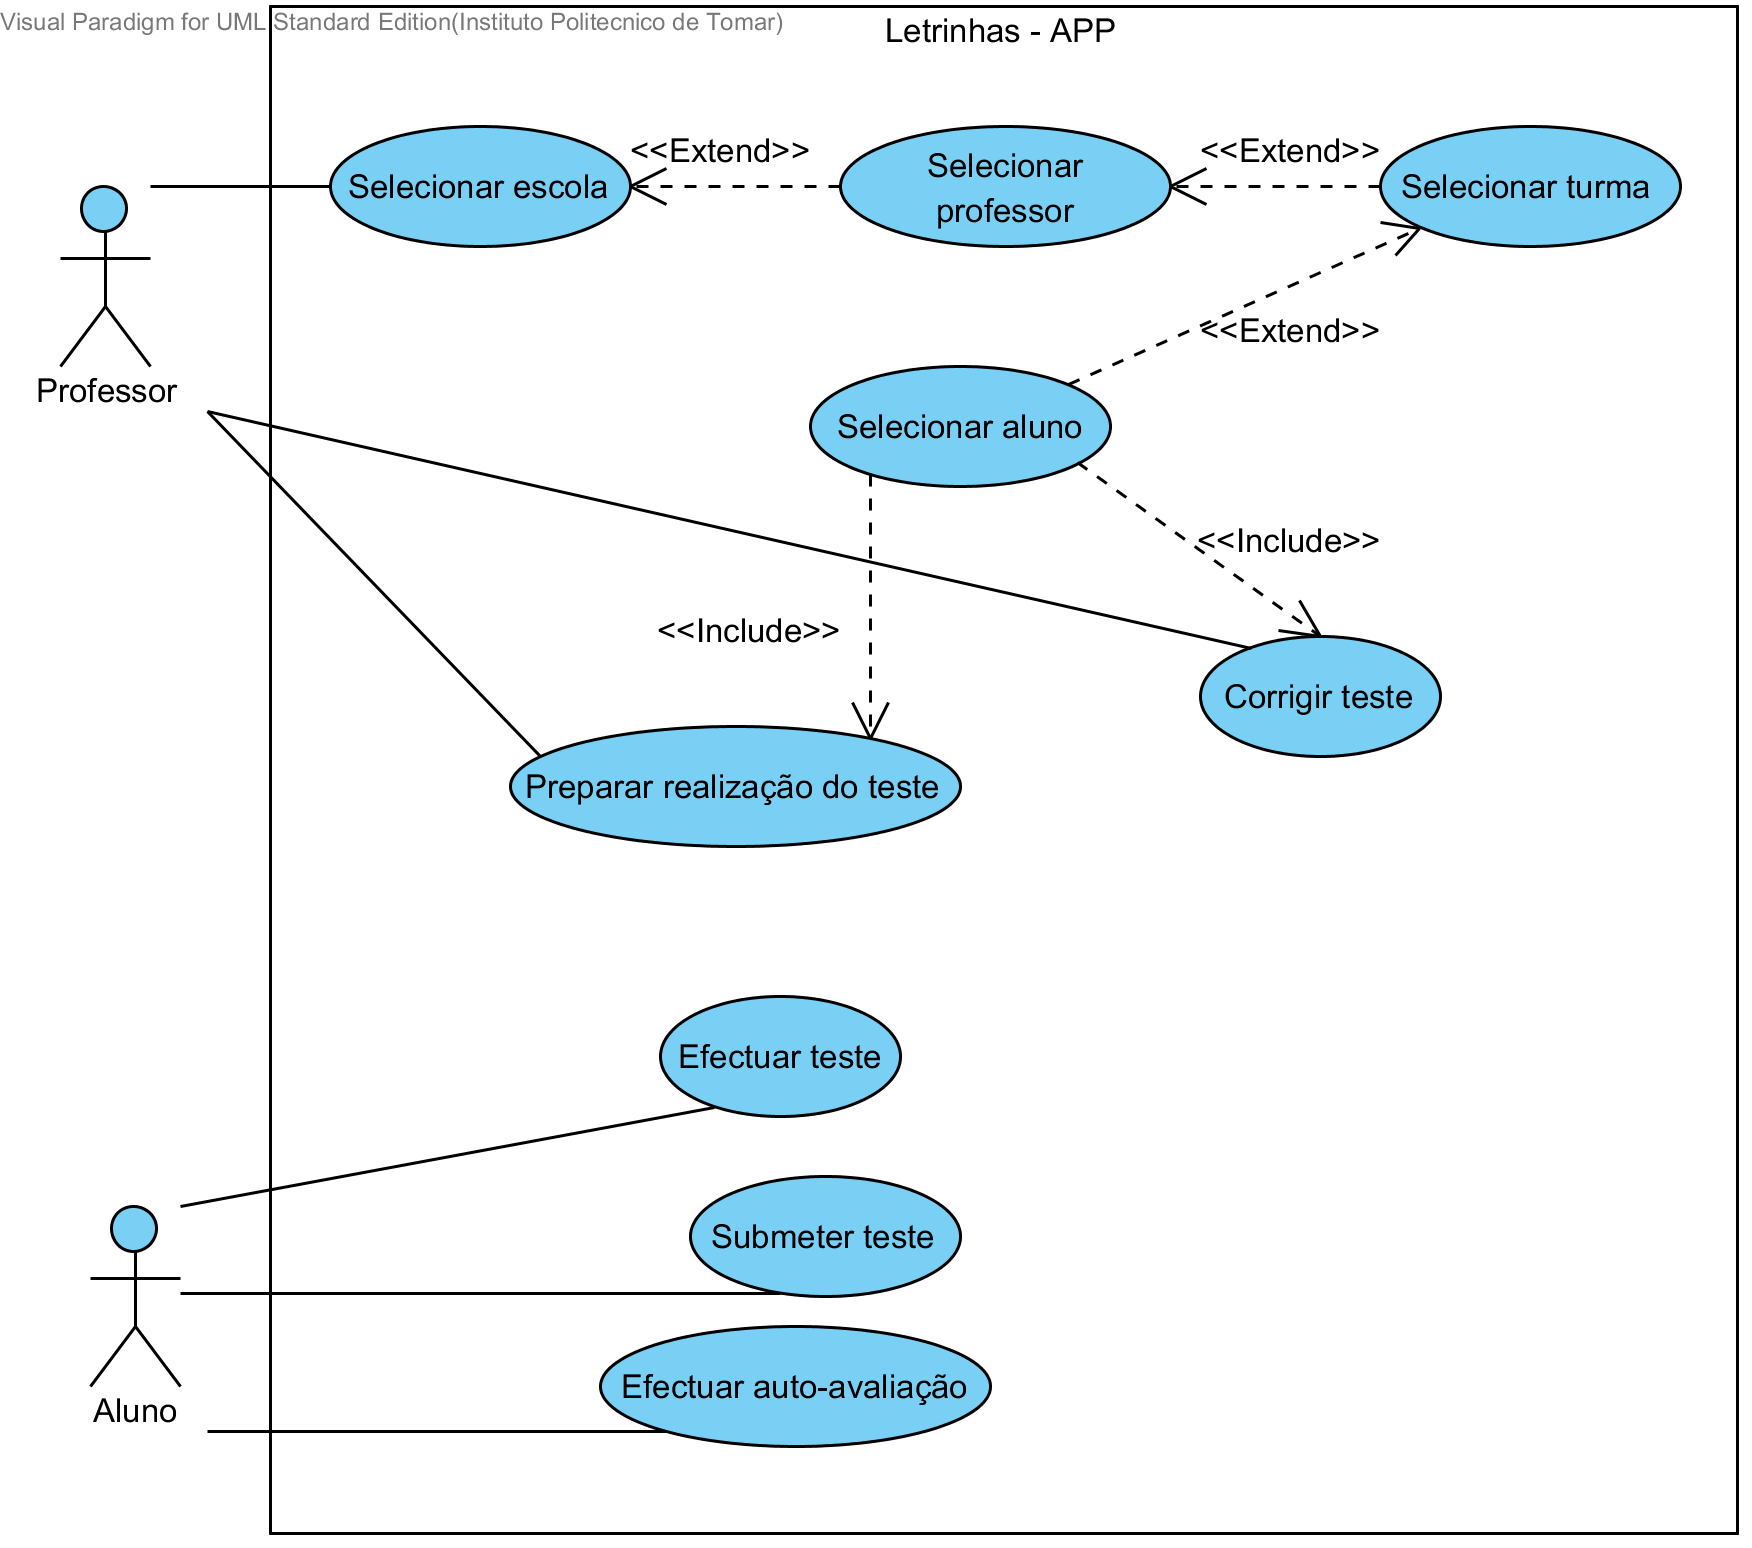 Visual Paradigm for UML Standard Edition(Instituto Politecnico de Tomar)
Letrinhas - APP
<<Extend>>
<<Extend>>
Selecionar escola
Selecionar
professor
Selecionar turma
<<Extend>>
Professor
Selecionar aluno
<<Include>>
<<Include>>
Corrigir teste
Preparar realização do teste
Efectuar teste
Submeter teste
Efectuar auto-avaliação
Aluno